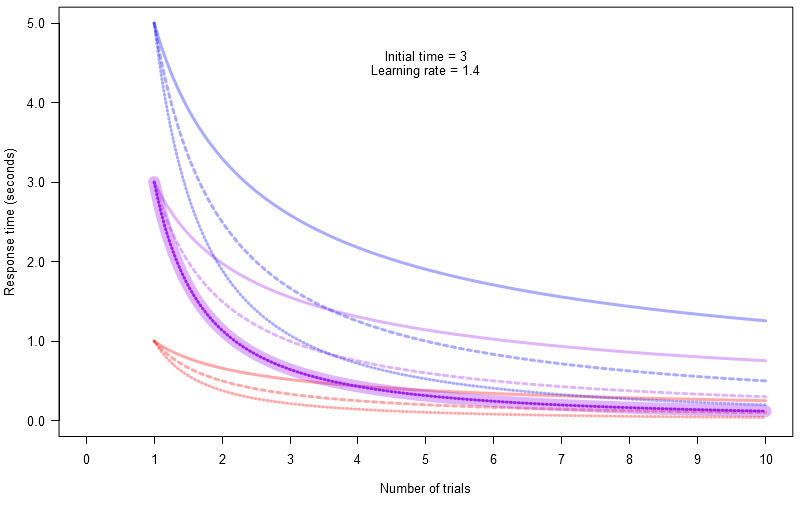 Initial time = 3
Learning rate = 1.4
Response time (seconds)
5.0
4.0
3.0
2.0
1.0
0.0
0 1 2 3 4 5 6 7 8 9 10
Number of trials